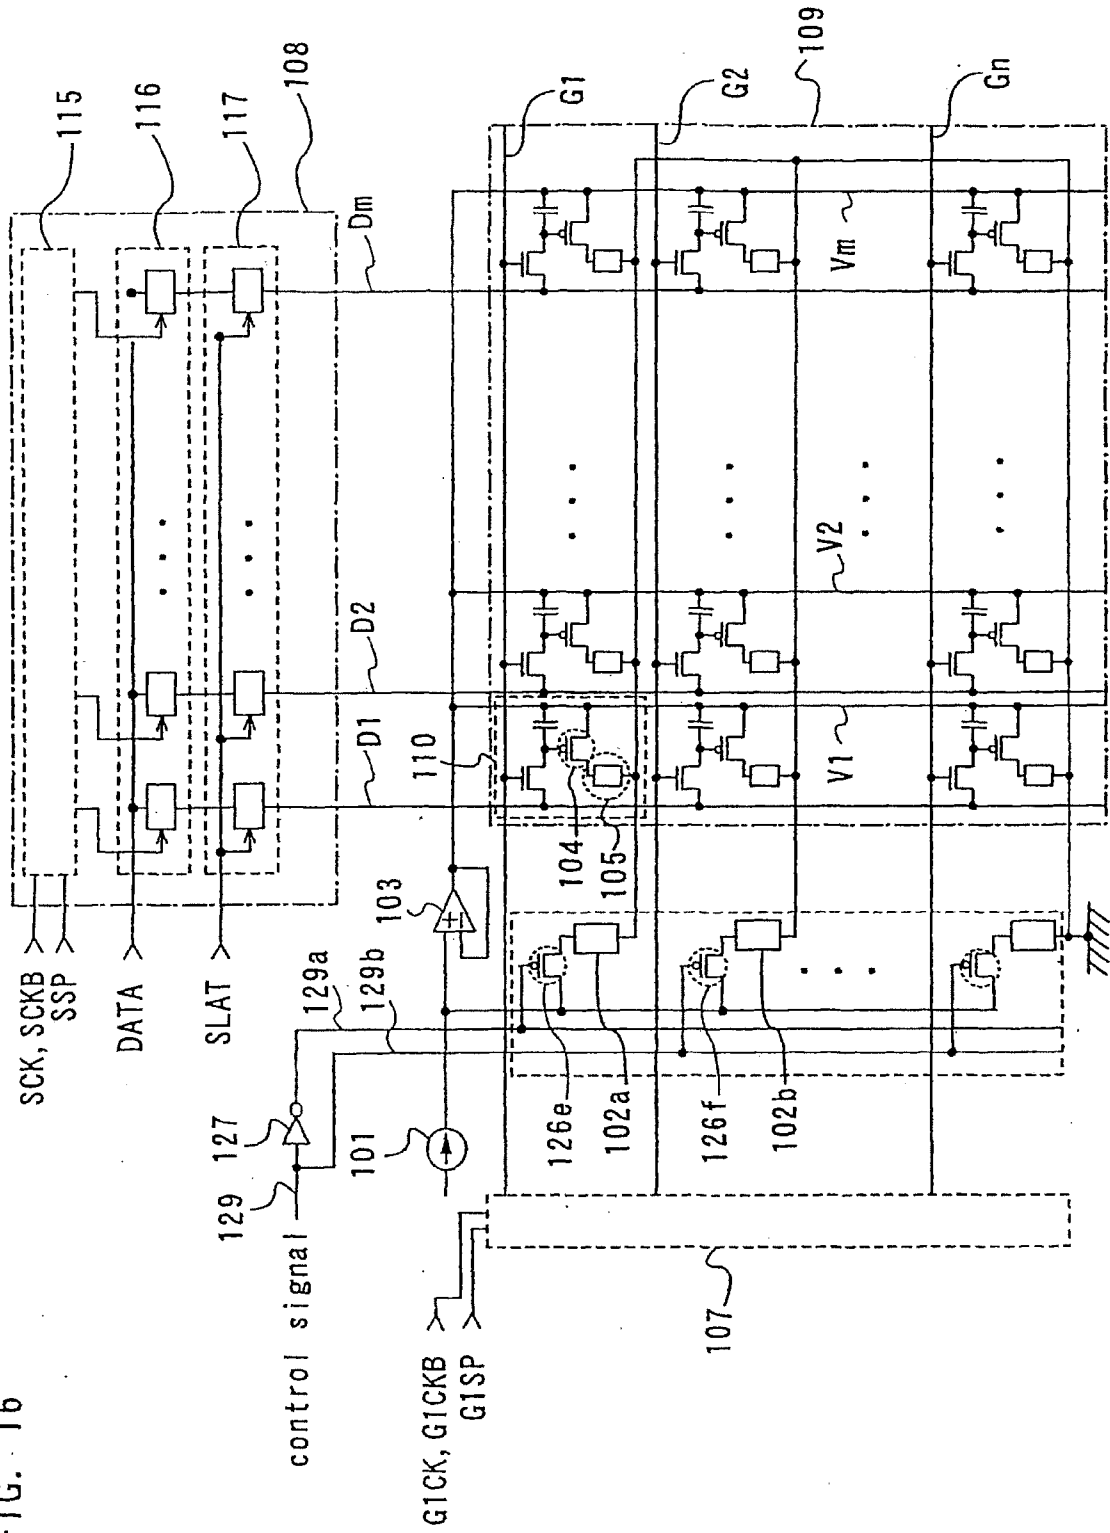 FIG. 16
115
116
117
108
SCK, SCKB
SSP
DATA
SLAT
129a
129b
103
D1
D2
Dm
127
129
control signal
101
110
104
105
G1
G2
Gn
109
126e
102a
126f
102b
V1
V2
Vm
G1CK, G1CKB
G1SP
107